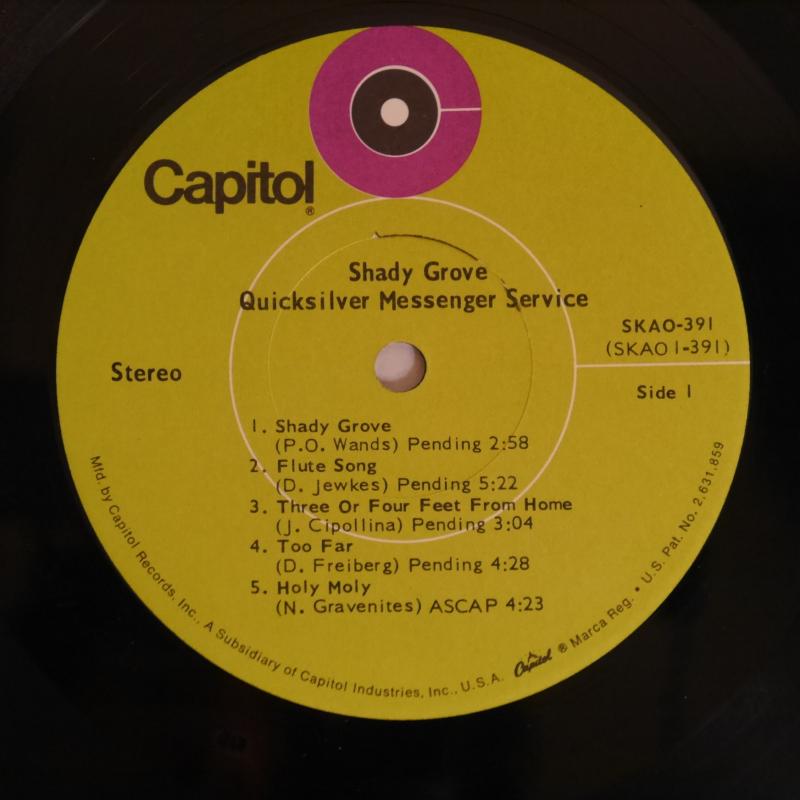 Capitol®
Shady Grove
Quicksilver Messenger Service
SKAO-391
(SKAO 1-391)
Stereo
Side 1
1. Shady Grove
(P.O. Wands) Pending 2:58
2. Flute Song
(D. Jewkes) Pending 5:22
3. Three Or Four Feet From Home
(J. Cipollina) Pending 3:04
4. Too Far
(D. Freiberg) Pending 4:28
5. Holy Moly
(N. Gravenites) ASCAP 4:23
Mfd. by Capitol Records, Inc., A Subsidiary of Capitol Industries, Inc., U.S.A. Capitol ® Marca Reg. • U.S. Pat. No. 2,631,859